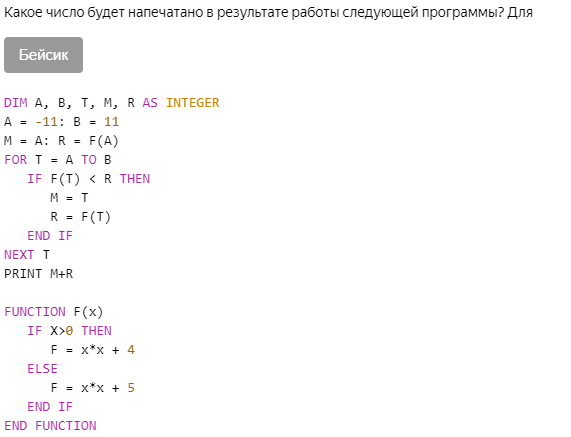 Какое число будет напечатано в результате работы следующей программы? Для
Бейсик
DIM A, B, T, M, R AS INTEGER
A = -11: B = 11
M = A: R = F(A)
FOR T = A TO B
IF F(T) < R THEN
M = T
R = F(T)
END IF
NEXT T
PRINT M+R
FUNCTION F(x)
IF X>0 THEN
F = x*x + 4
ELSE
F = x*x + 5
END IF
END FUNCTION